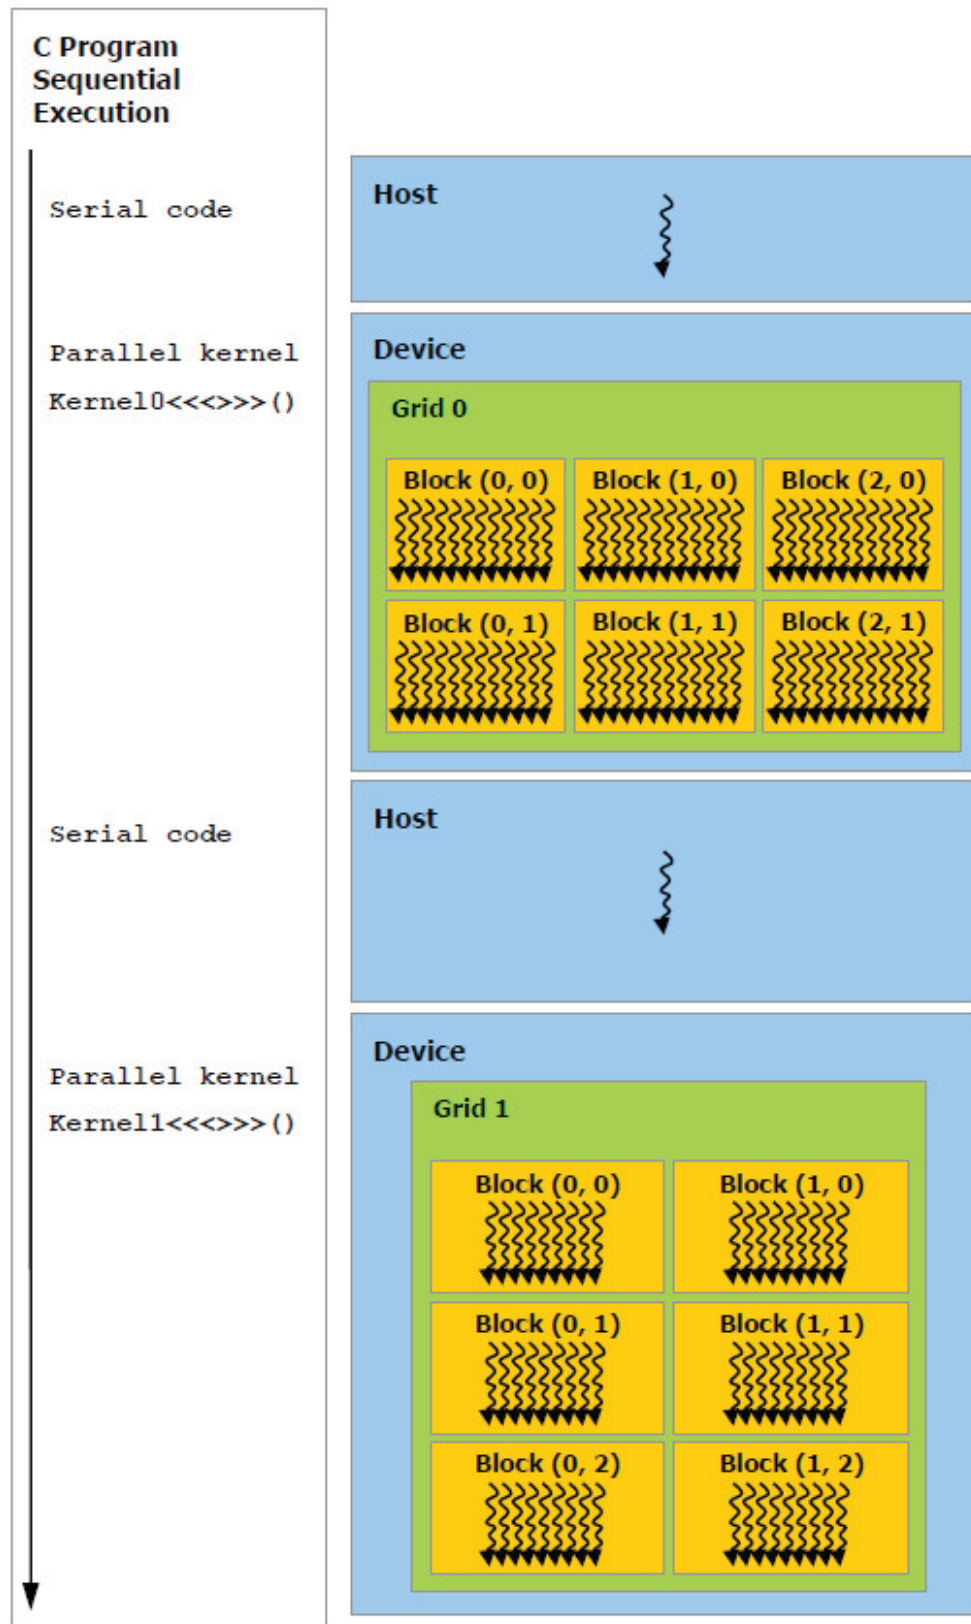 C Program
Sequential
Execution
Serial code
Host
Parallel kernel
Kernel0<<<>>>()
Device
Grid 0
Block (0, 0) Block (1, 0) Block (2, 0)
Block (0, 1) Block (1, 1) Block (2, 1)
Serial code
Host
Parallel kernel
Kernel1<<<>>>()
Device
Grid 1
Block (0, 0) Block (1, 0)
Block (0, 1) Block (1, 1)
Block (0, 2) Block (1, 2)